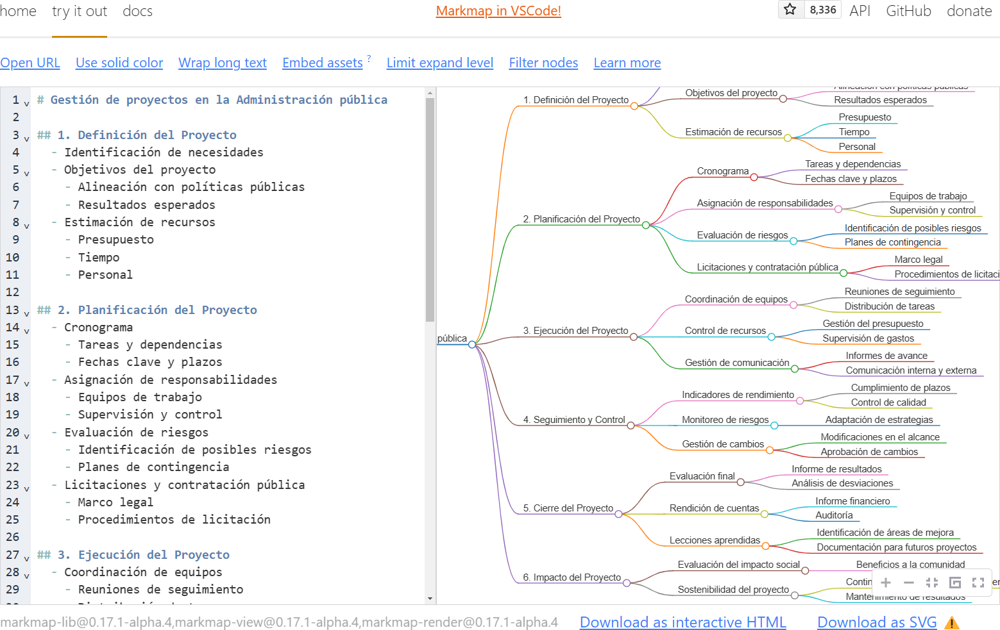 home try it out docs Markmap in VSCode! 8,336 API GitHub donate
Open URL Use solid color Wrap long text Embed assets ? Limit expand level Filter nodes Learn more
1 # Gestión de proyectos en la Administración pública
2
3 ## 1. Definición del Proyecto
4 - Identificación de necesidades
5 - Objetivos del proyecto
6 - Alineación con políticas públicas
7 - Resultados esperados
8 - Estimación de recursos
9 - Presupuesto
10 - Tiempo
11 - Personal
12
13 ## 2. Planificación del Proyecto
14 - Cronograma
15 - Tareas y dependencias
16 - Fechas clave y plazos
17 - Asignación de responsabilidades
18 - Equipos de trabajo
19 - Supervisión y control
20 - Evaluación de riesgos
21 - Identificación de posibles riesgos
22 - Planes de contingencia
23 - Licitaciones y contratación pública
24 - Marco legal
25 - Procedimientos de licitación
26
27 ## 3. Ejecución del Proyecto
28 - Coordinación de equipos
29 - Reuniones de seguimiento
pública
1. Definición del Proyecto
Alineación con políticas públicas
Objetivos del proyecto
Resultados esperados
Estimación de recursos
Presupuesto
Tiempo
Personal
2. Planificación del Proyecto
Cronograma
Tareas y dependencias
Fechas clave y plazos
Asignación de responsabilidades
Equipos de trabajo
Supervisión y control
Evaluación de riesgos
Identificación de posibles riesgos
Planes de contingencia
Licitaciones y contratación pública
Marco legal
Procedimientos de licitaci
3. Ejecución del Proyecto
Coordinación de equipos
Reuniones de seguimiento
Distribución de tareas
Control de recursos
Gestión del presupuesto
Supervisión de gastos
Gestión de comunicación
Informes de avance
Comunicación interna y externa
4. Seguimiento y Control
Indicadores de rendimiento
Cumplimiento de plazos
Control de calidad
Monitoreo de riesgos
Adaptación de estrategias
Gestión de cambios
Modificaciones en el alcance
Aprobación de cambios
5. Cierre del Proyecto
Evaluación final
Informe de resultados
Análisis de desviaciones
Rendición de cuentas
Informe financiero
Auditoría
Lecciones aprendidas
Identificación de áreas de mejora
Documentación para futuros proyectos
6. Impacto del Proyecto
Evaluación del impacto social
Beneficios a la comunidad
Sostenibilidad del proyecto
Contin
Mantenimiento de resultados
markmap-lib@0.17.1-alpha.4,markmap-view@0.17.1-alpha.4,markmap-render@0.17.1-alpha.4 Download as interactive HTML Download as SVG